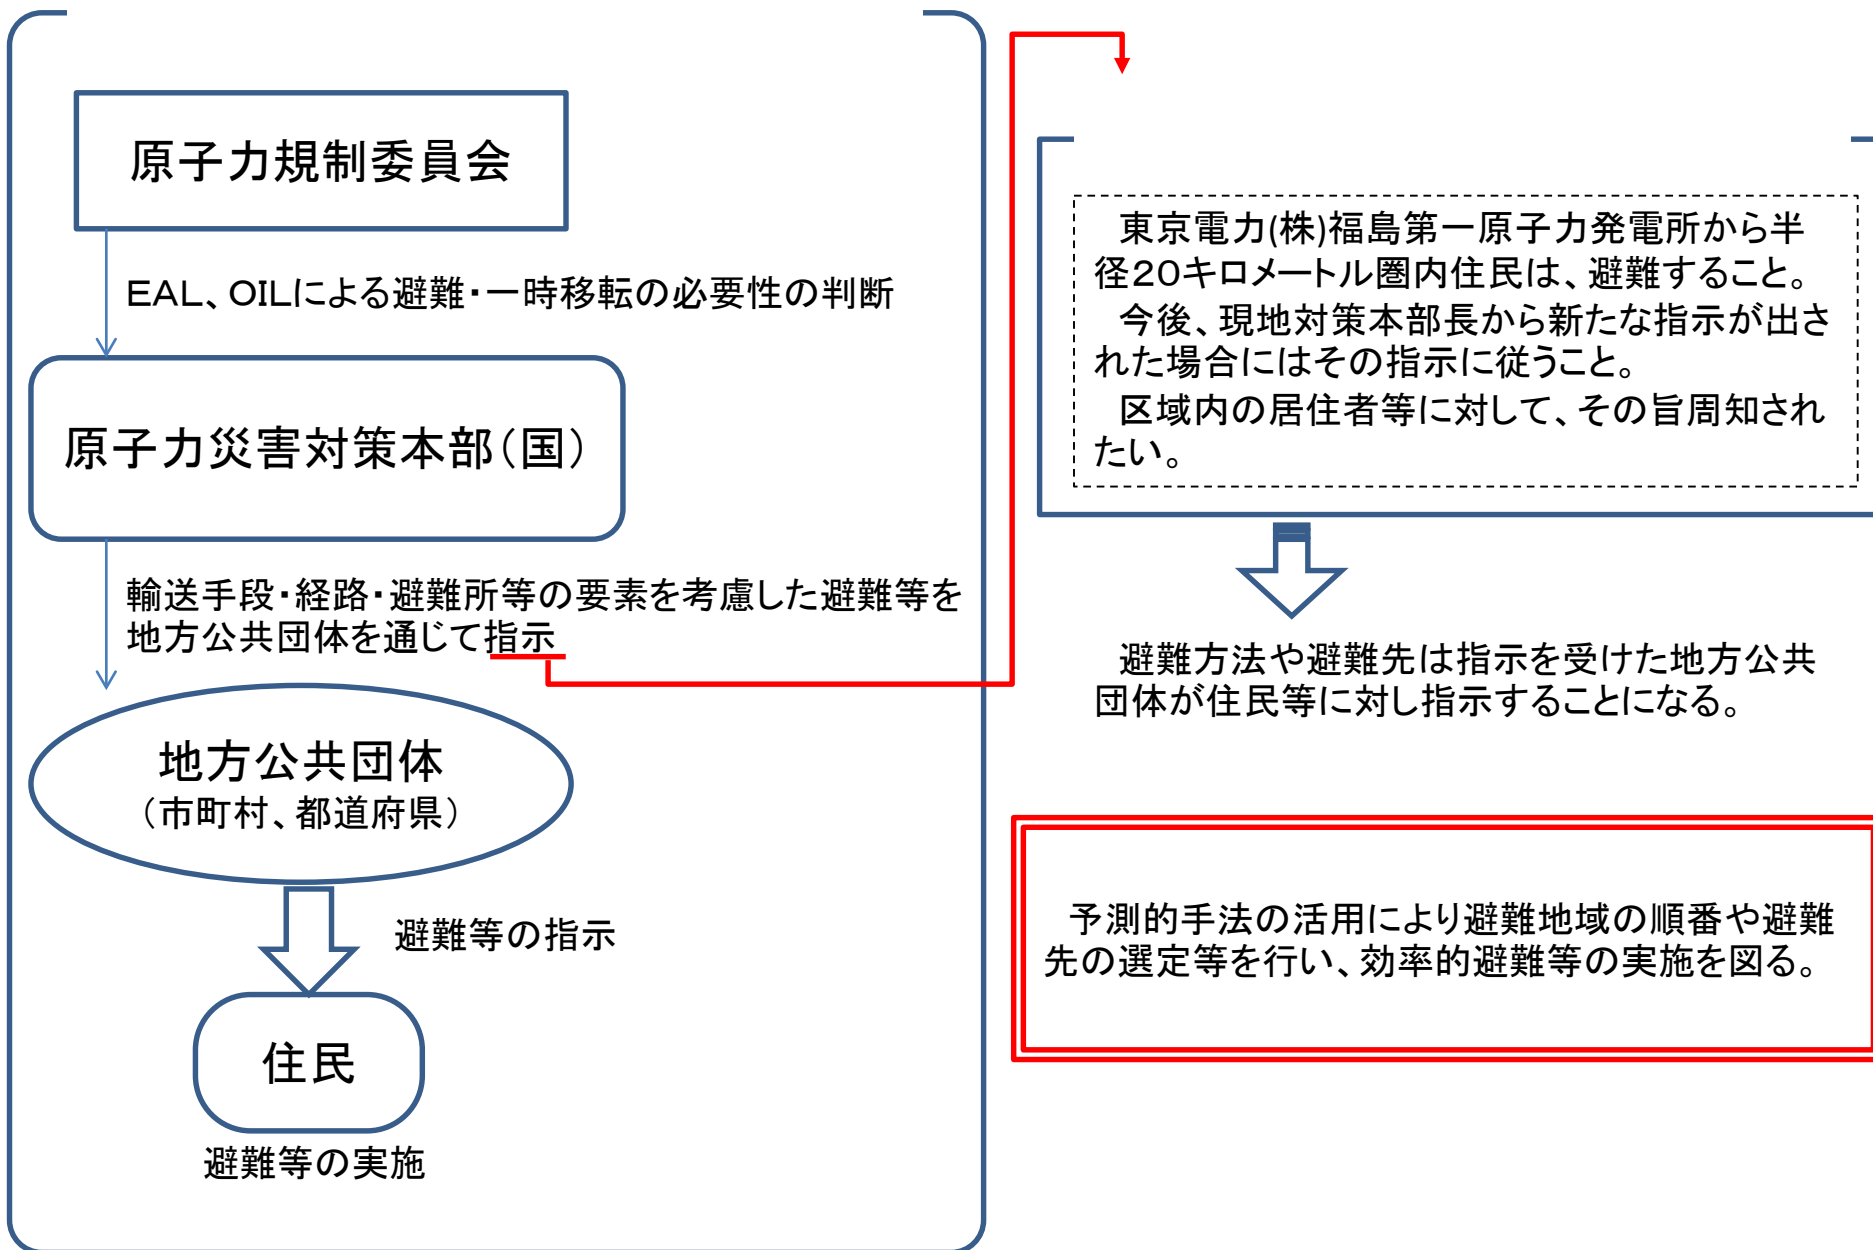 原子力規制委員会
EAL、OILによる避難・一時移転の必要性の判断
原子力災害対策本部（国）
輸送手段・経路・避難所等の要素を考慮した避難等を
地方公共団体を通じて指示
地方公共団体
（市町村、都道府県）
避難等の指示
住民
避難等の実施
東京電力(株)福島第一原子力発電所から半
径２０キロメートル圏内住民は、避難すること。
今後、現地対策本部長から新たな指示が出さ
れた場合にはその指示に従うこと。
区域内の居住者等に対して、その旨周知され
たい。
避難方法や避難先は指示を受けた地方公共
団体が住民等に対し指示することになる。
予測的手法の活用により避難地域の順番や避難
先の選定等を行い、効率的避難等の実施を図る。